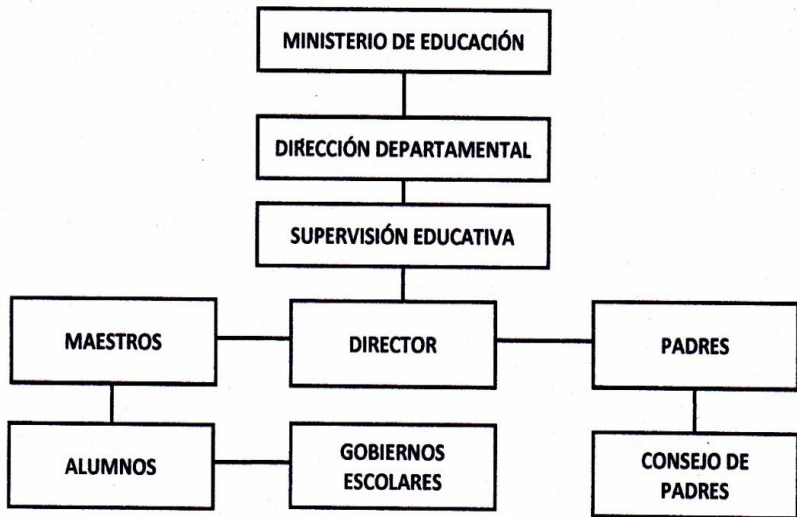 MINISTERIO DE EDUCACIÓN
DIRECCIÓN DEPARTAMENTAL
SUPERVISIÓN EDUCATIVA
MAESTROS
DIRECTOR
PADRES
ALUMNOS
GOBIERNOS
ESCOLARES
CONSEJO DE
PADRES